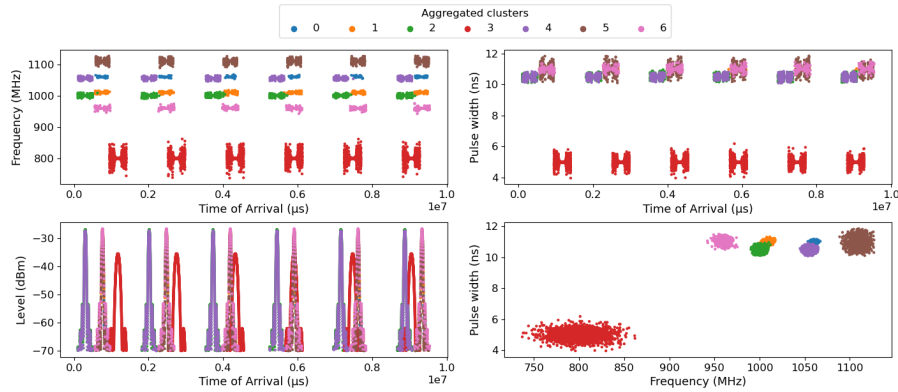 Aggregated clusters
0 1 2 3 4 5 6
Frequency (MHz)
1100
1000
900
800
0.0 0.2 0.4 0.6 0.8 1.0
Time of Arrival (µs)
1e7
Pulse width (ns)
12
10
8
6
4
0.0 0.2 0.4 0.6 0.8 1.0
Time of Arrival (µs)
1e7
Level (dBm)
−30
−40
−50
−60
−70
0.0 0.2 0.4 0.6 0.8 1.0
Time of Arrival (µs)
1e7
Pulse width (ns)
12
10
8
6
4
750 800 850 900 950 1000 1050 1100
Frequency (MHz)